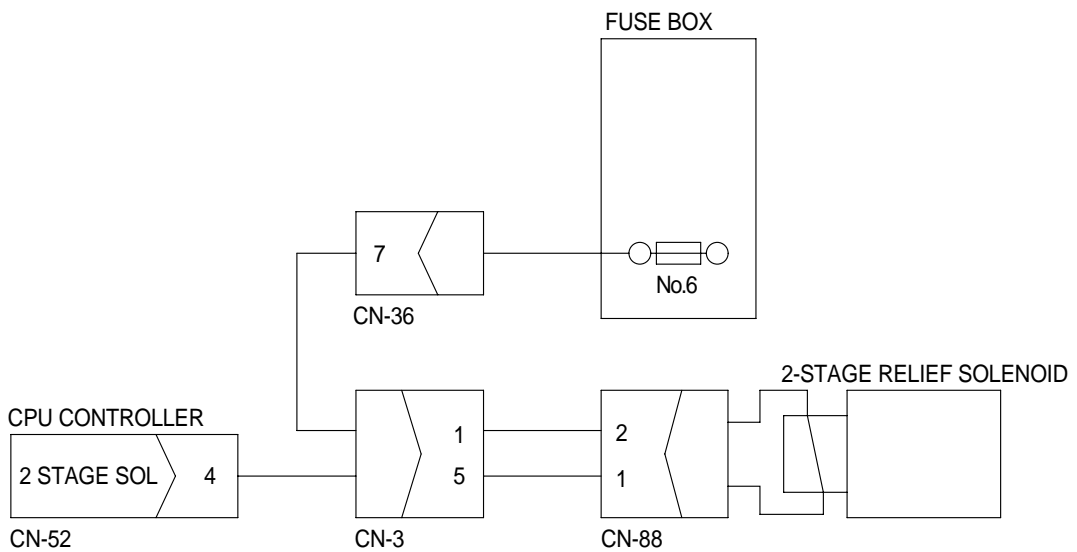 FUSE BOX
7
No.6
CN-36
2-STAGE RELIEF SOLENOID
CPU CONTROLLER
1
2
2 STAGE SOL
4
5
1
CN-52
CN-3
CN-88